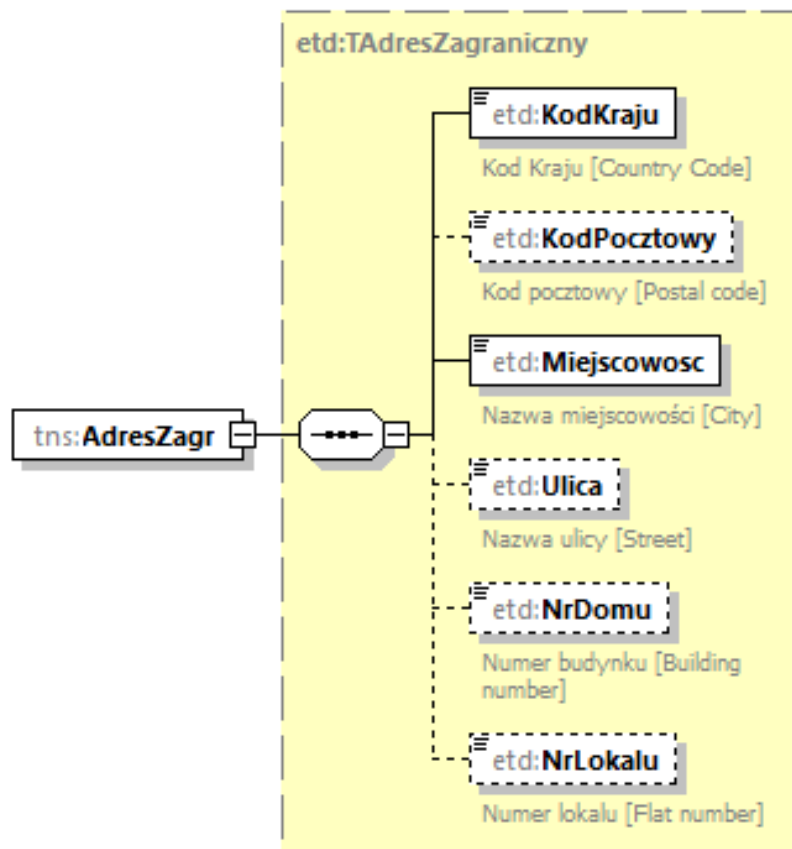 etd:TAdresZagraniczny
etd:KodKraju
Kod Kraju [Country Code]
etd:KodPocztowy
Kod pocztowy [Postal code]
etd:Miejscowosc
Nazwa miejscowości [City]
tns:AdresZagr
etd:Ulica
Nazwa ulicy [Street]
etd:NrDomu
Numer budynku [Building
number]
etd:NrLokalu
Numer lokalu [Flat number]